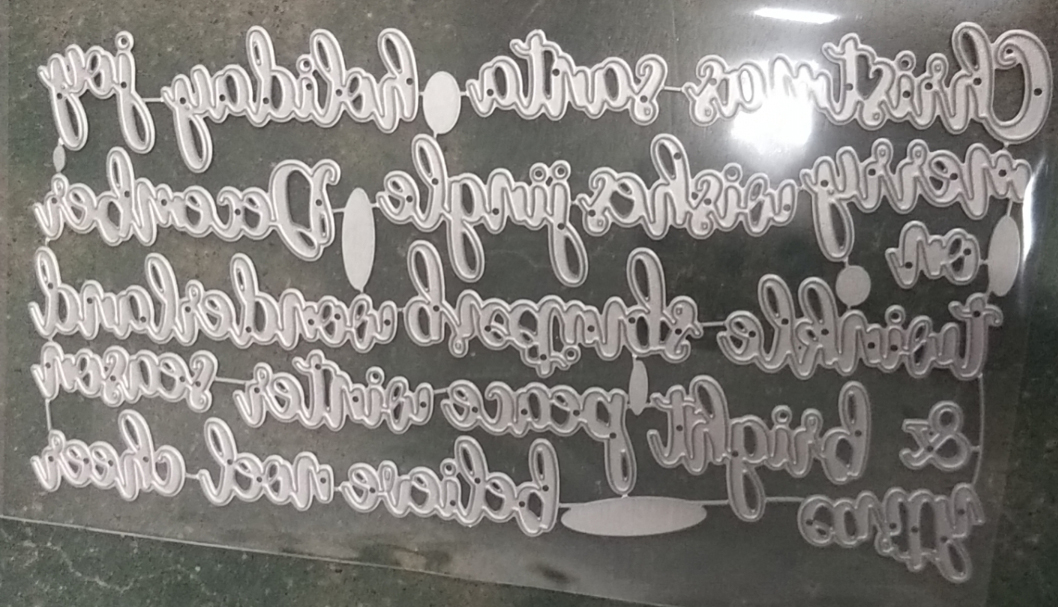 Christmas santa holiday joy
merry wishes jingle December
on
twinkle wonderland
& bright peace winter season
believe noel cheer